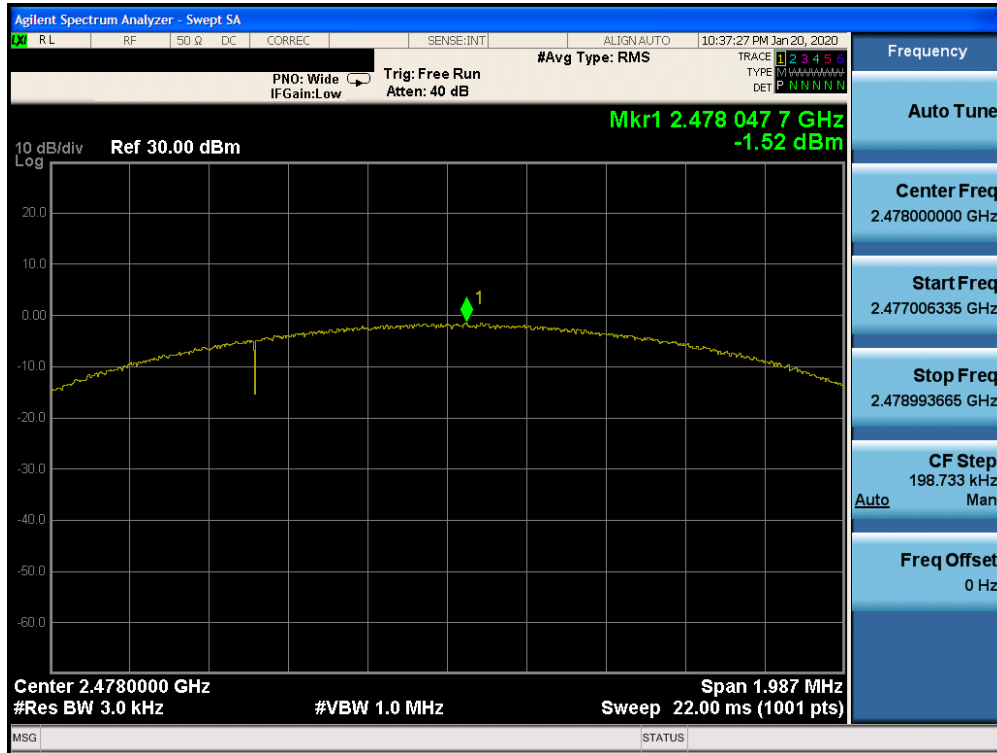 Agilent Spectrum Analyzer - Swept SA
LXI RL RF 50 Ω DC CORREC SENSE:INT ALIGN AUTO 10:37:27 PM Jan 20, 2020
#Avg Type: RMS
TRACE 1 2 3 4 5 6
PNO: Wide Trig: Free Run
TYPE M WWWWW
IFGain:Low Atten: 40 dB
DET P N N N N N
Mkr1 2.478 047 7 GHz
-1.52 dBm
10 dB/div Ref 30.00 dBm
Log
20.0
10.0
1
0.00
-10.0
-20.0
-30.0
-40.0
-50.0
-60.0
Center 2.4780000 GHz Span 1.987 MHz
#Res BW 3.0 kHz #VBW 1.0 MHz Sweep 22.00 ms (1001 pts)
MSG STATUS
Frequency
Auto Tune
Center Freq
2.478000000 GHz
Start Freq
2.477006335 GHz
Stop Freq
2.478993665 GHz
CF Step
198.733 kHz
Auto Man
Freq Offset
0 Hz